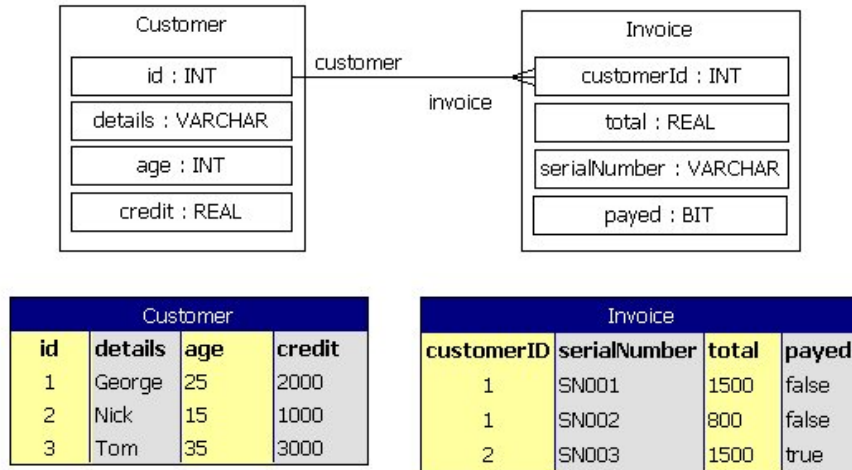 Customer
id : INT
details : VARCHAR
age : INT
credit : REAL
customer
invoice
Invoice
customerId : INT
total : REAL
serialNumber : VARCHAR
payed : BIT
Customer
id details age credit
1 George 25 2000
2 Nick 15 1000
3 Tom 35 3000
Invoice
customerID serialNumber total payed
1 SN001 1500 false
1 SN002 800 false
2 SN003 1500 true